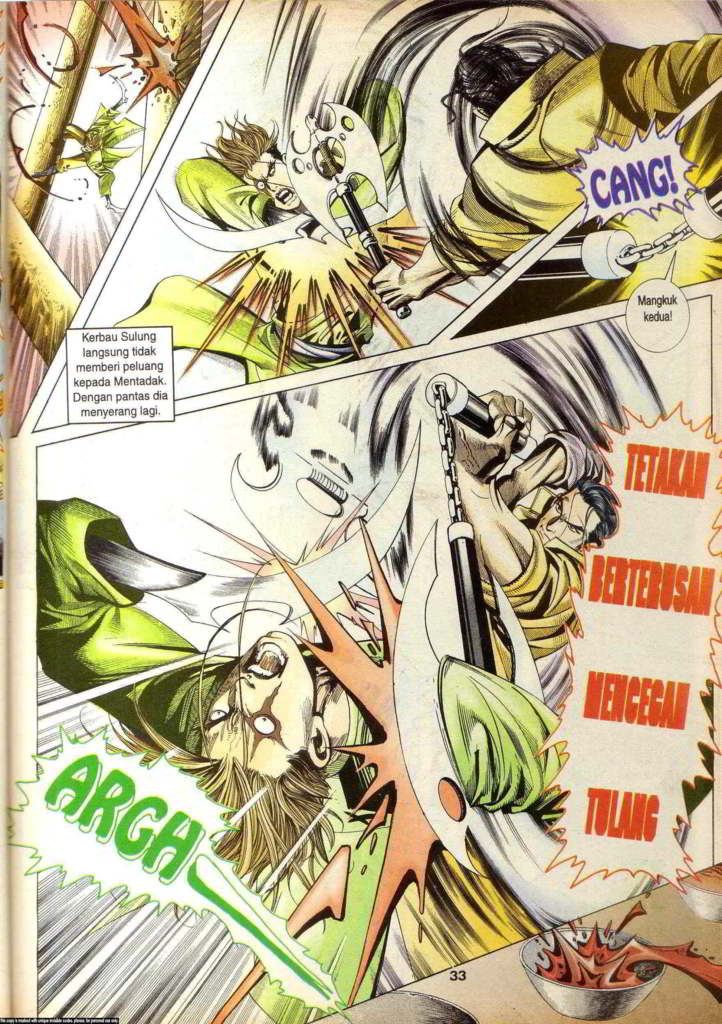 CANG!
Mangkuk
kedua!
Kerbau Sulung
langsung tidak
memberi peluang
kepada Mentadak.
Dengan pantas dia
menyerang lagi.
TETAKAN
BERTERUSAN
MENCECAH
TULANG
ARGH
33